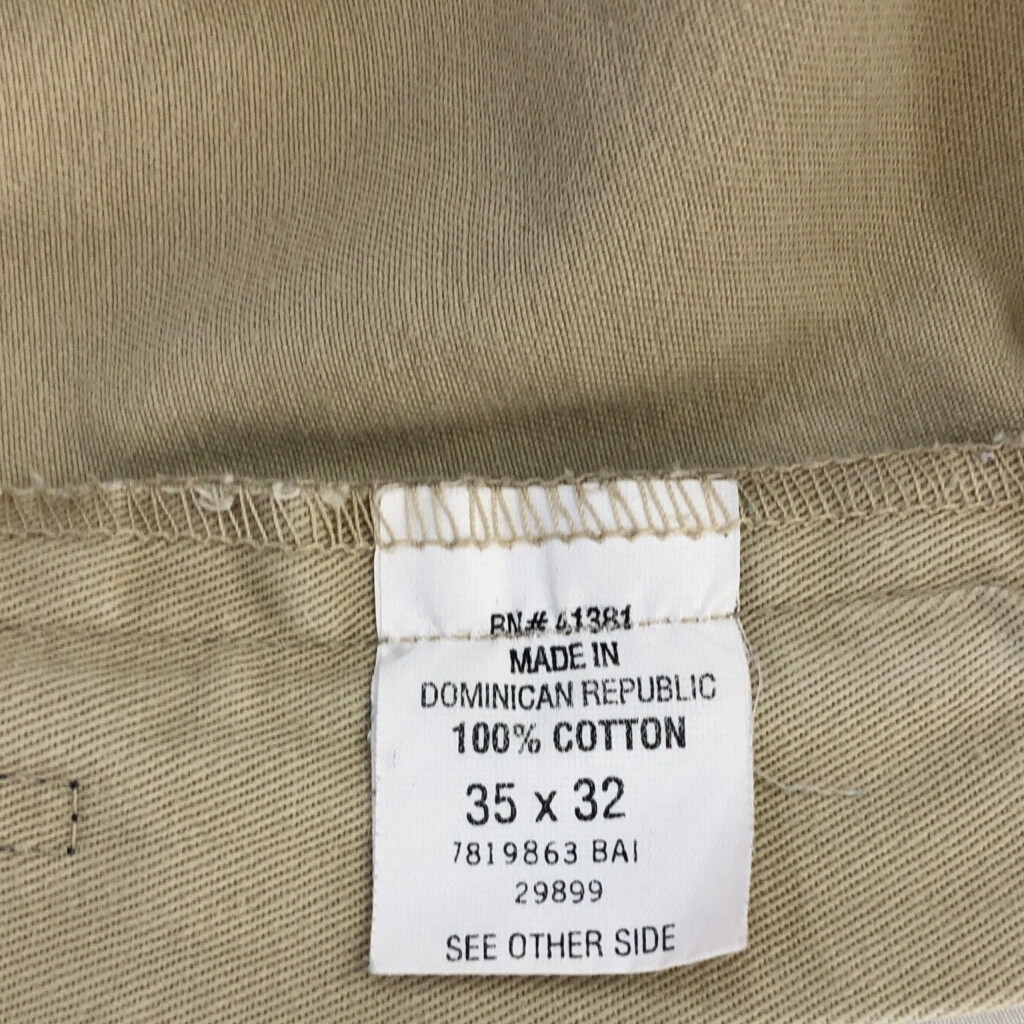 RN# 41381
MADE IN
DOMINICAN REPUBLIC
100% COTTON
35 x 32
7819863 BAI
29899
SEE OTHER SIDE